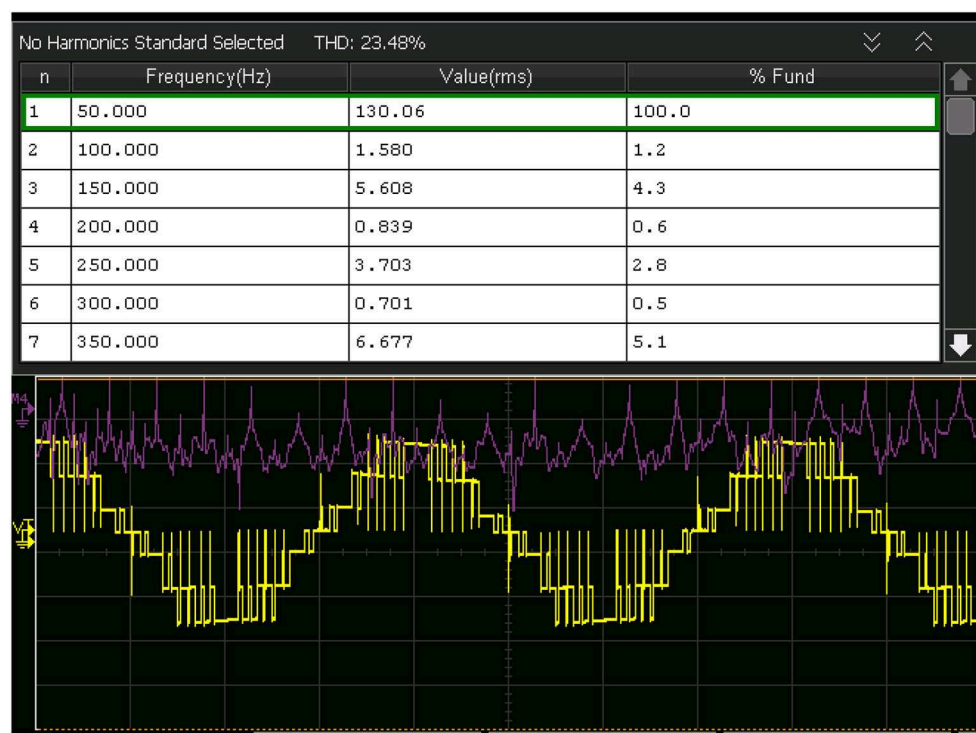 No Harmonics Standard Selected THD: 23.48%
n Frequency(Hz) Value(rms) % Fund
1 50.000 130.06 100.0
2 100.000 1.580 1.2
3 150.000 5.608 4.3
4 200.000 0.839 0.6
5 250.000 3.703 2.8
6 300.000 0.701 0.5
7 350.000 6.677 5.1
M4